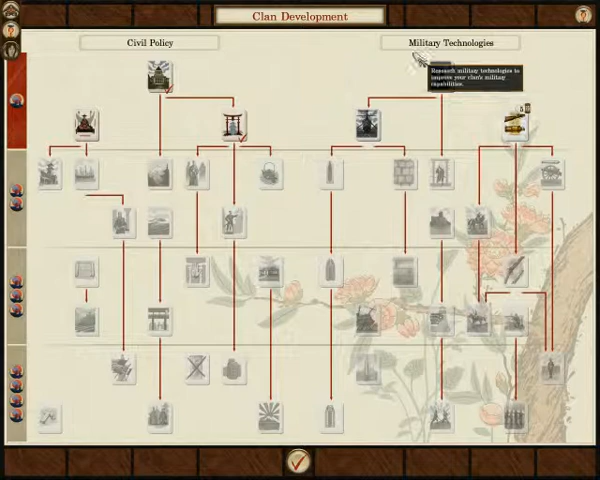 Clan Development
Civil Policy
Military Technologies
Research military technologies to
improve your clan's military
capabilities.
5